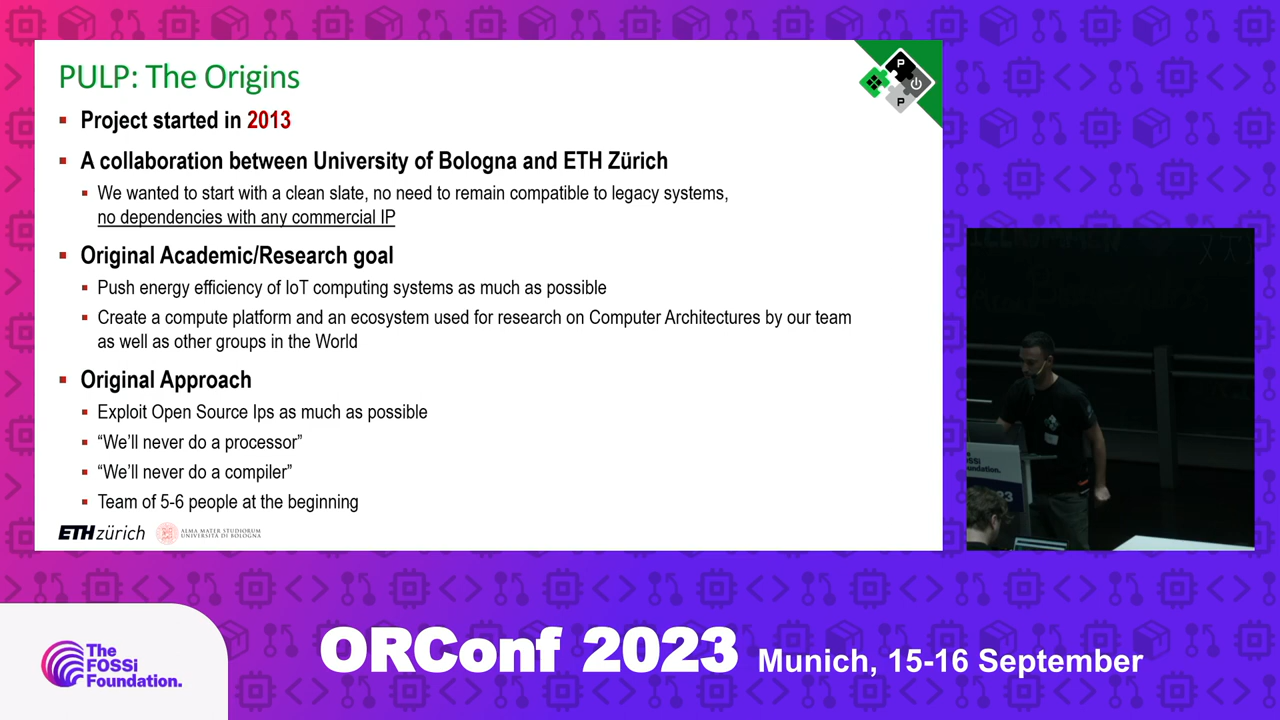 PULP: The Origins
P
P
Project started in 2013
A collaboration between University of Bologna and ETH Zürich
We wanted to start with a clean slate, no need to remain compatible to legacy systems,
no dependencies with any commercial IP
Original Academic/Research goal
Push energy efficiency of IoT computing systems as much as possible
Create a compute platform and an ecosystem used for research on Computer Architectures by our team
as well as other groups in the World
Original Approach
Exploit Open Source Ips as much as possible
“We’ll never do a processor”
“We’ll never do a compiler”
Team of 5-6 people at the beginning
ETH zürich
ALMA MATER STUDIORUM
UNIVERSITÀ DI BOLOGNA
FOSSi
Foundation.
The
FOSSi
Foundation.
ORConf 2023 Munich, 15-16 September